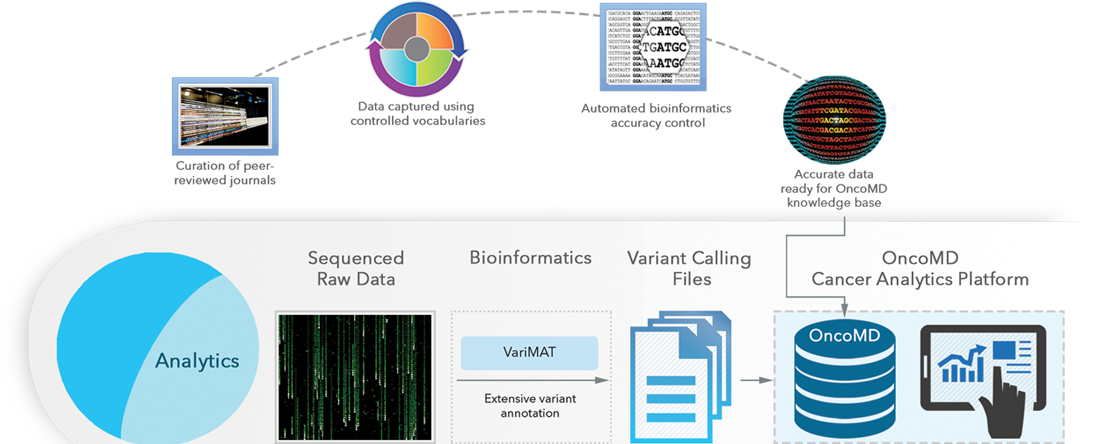 Curation of peer-
reviewed journals
Data captured using
controlled vocabularies
ACATGC
TGATGC
AAATGC
Automated bioinformatics
accuracy control
Accurate data
ready for OncoMD
knowledge base
Analytics
Sequenced
Raw Data
Bioinformatics
VariMAT
Extensive variant
annotation
Variant Calling
Files
OncoMD
Cancer Analytics Platform
OncoMD